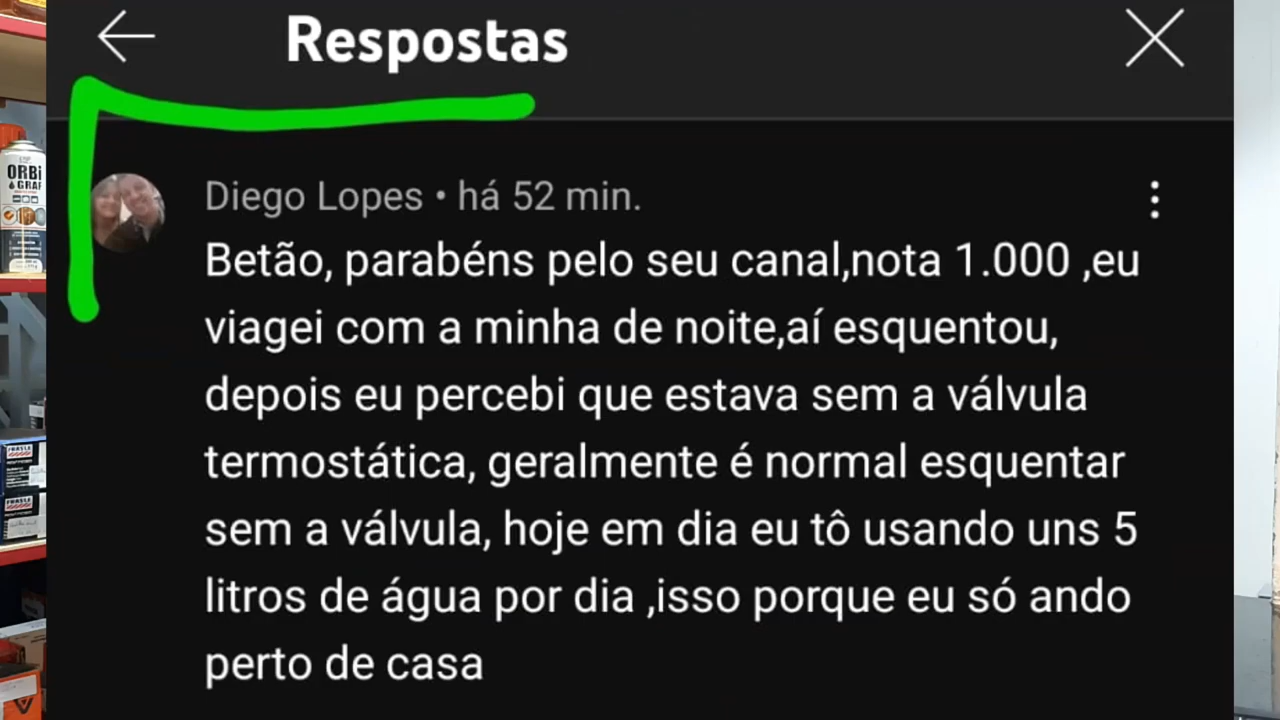 Respostas
Diego Lopes • há 52 min.
Betão, parabéns pelo seu canal,nota 1.000 ,eu
viagei com a minha de noite,aí esquentou,
depois eu percebi que estava sem a válvula
termostática, geralmente é normal esquentar
sem a válvula, hoje em dia eu tô usando uns 5
litros de água por dia ,isso porque eu só ando
perto de casa
ORBi
GRAF